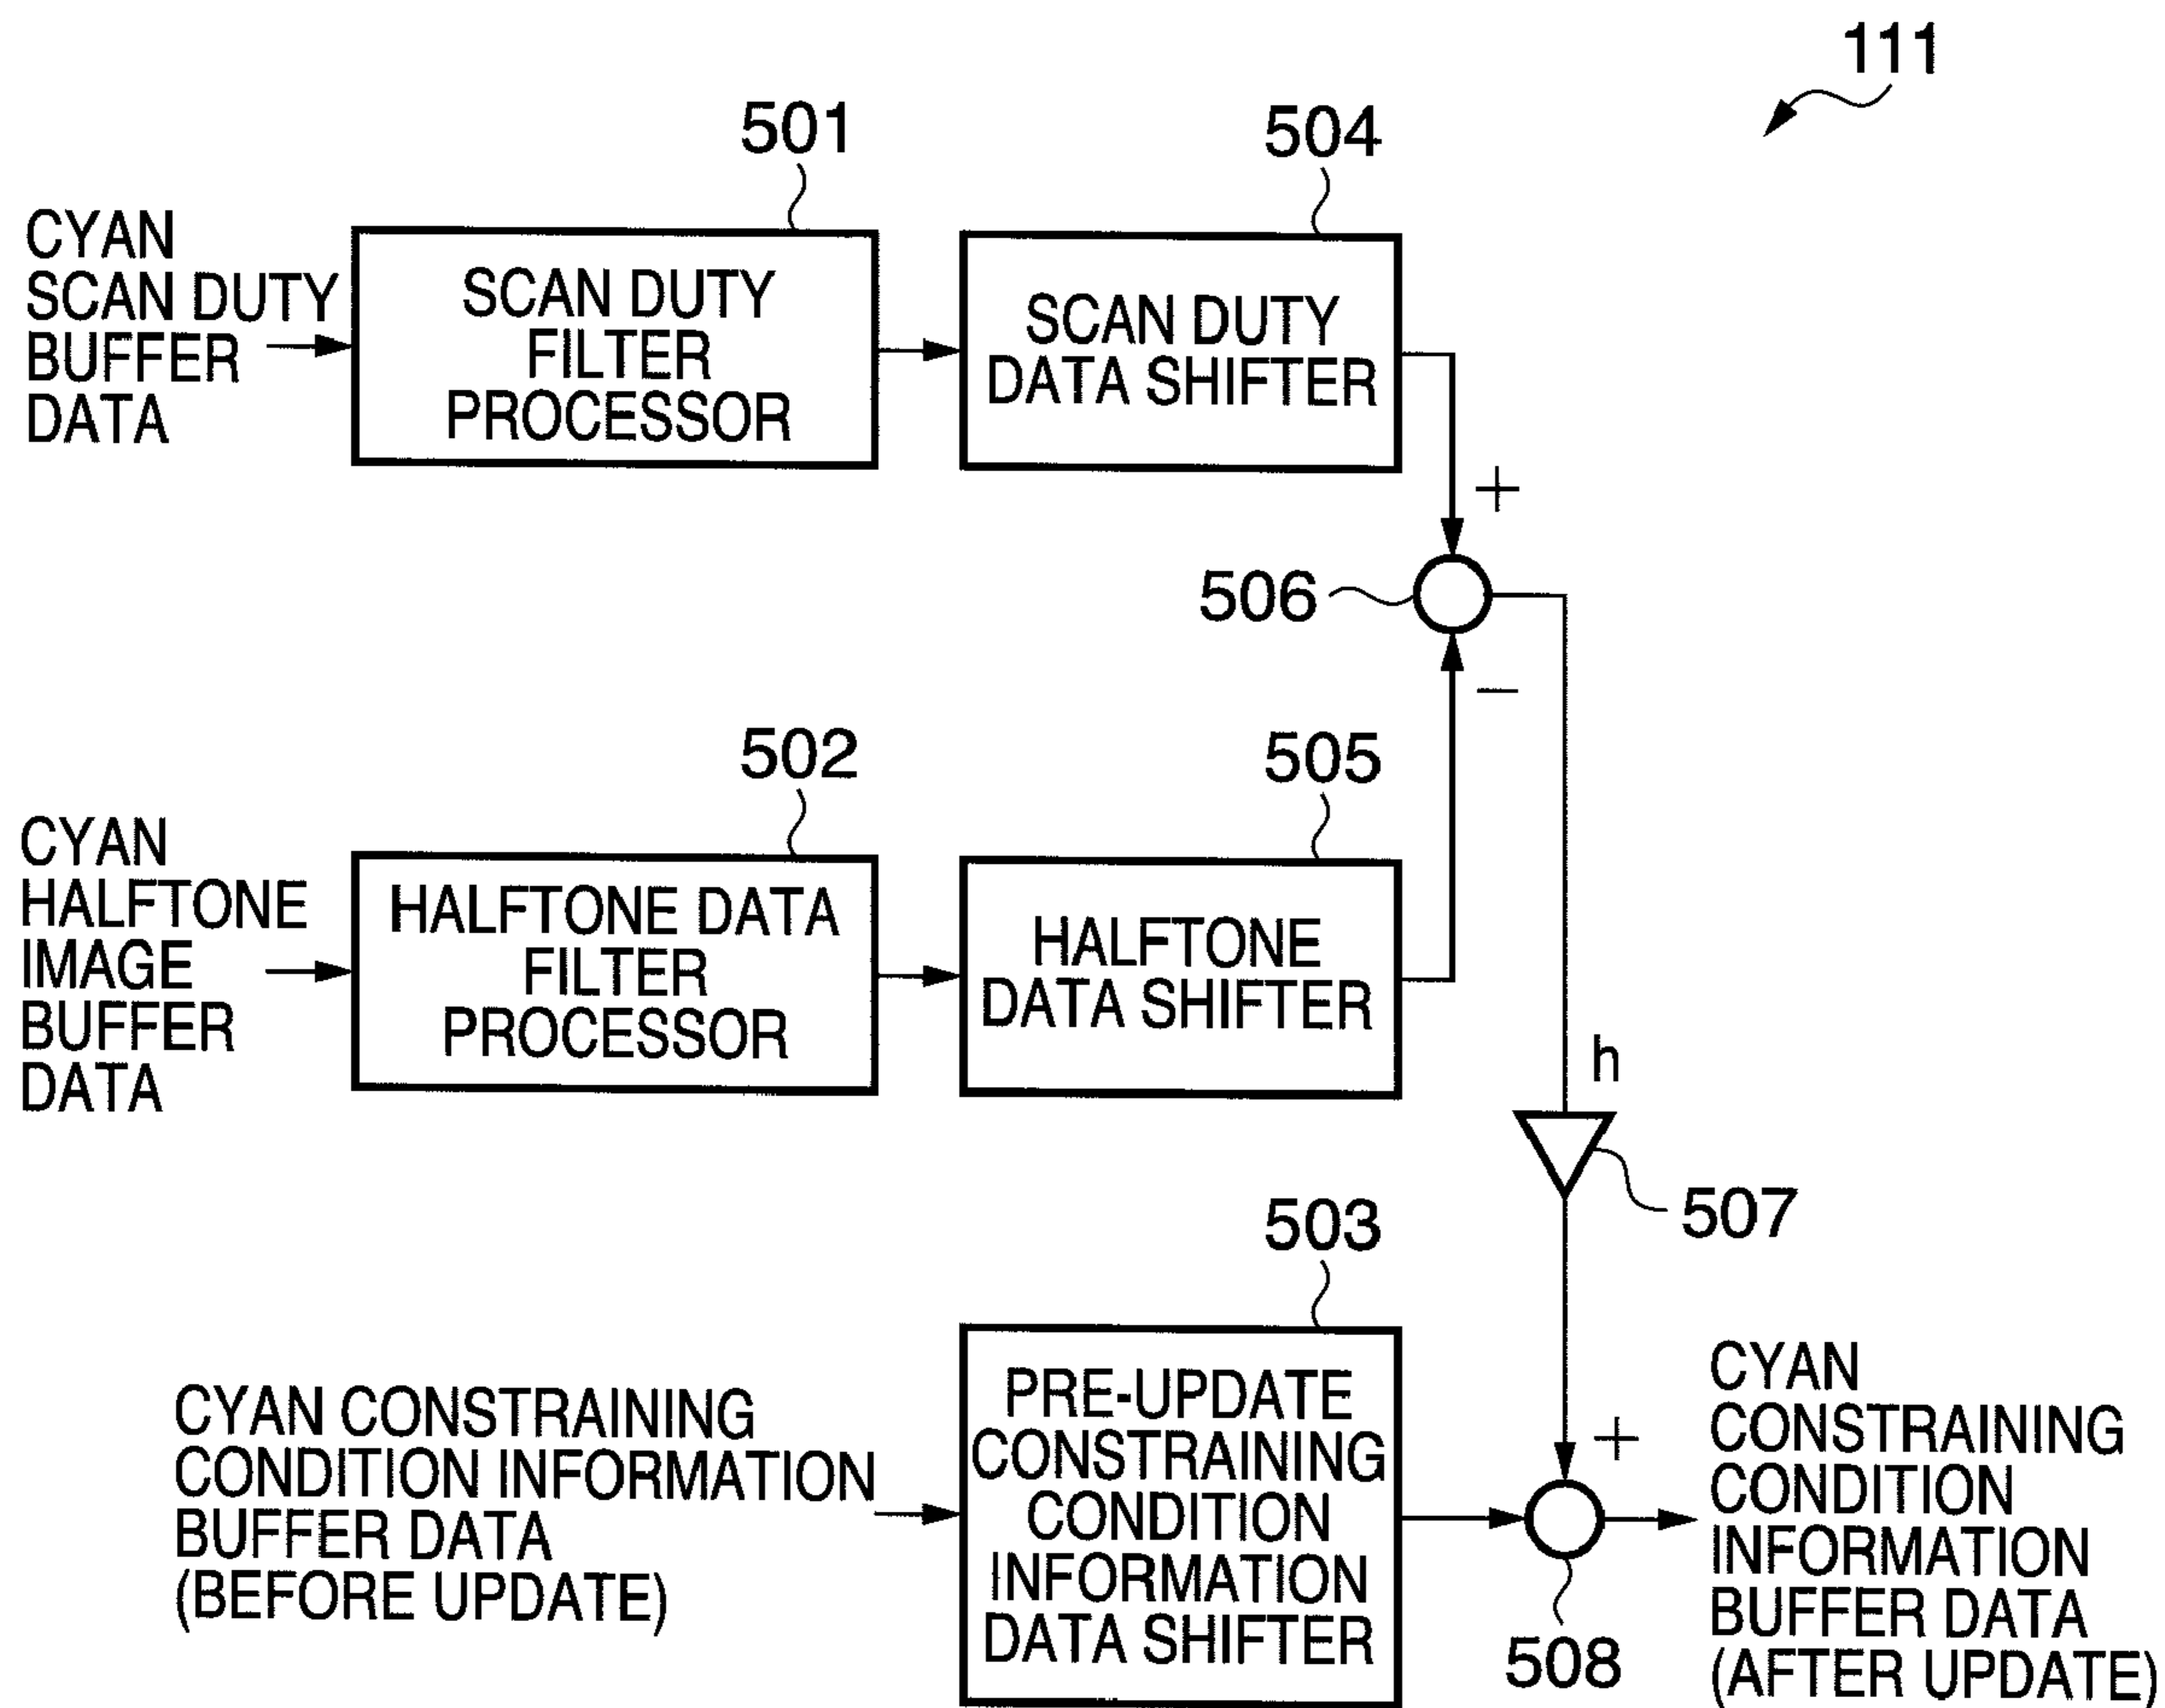 111
501
504
CYAN
SCAN DUTY
BUFFER
DATA
SCAN DUTY
FILTER
PROCESSOR
SCAN DUTY
DATA SHIFTER
+
506
−
502
505
CYAN
HALFTONE
IMAGE
BUFFER
DATA
HALFTONE DATA
FILTER
PROCESSOR
HALFTONE
DATA SHIFTER
h
507
503
CYAN CONSTRAINING
CONDITION INFORMATION
BUFFER DATA
(BEFORE UPDATE)
PRE-UPDATE
CONSTRAINING
CONDITION
INFORMATION
DATA SHIFTER
+
508
CYAN
CONSTRAINING
CONDITION
INFORMATION
BUFFER DATA
(AFTER UPDATE)